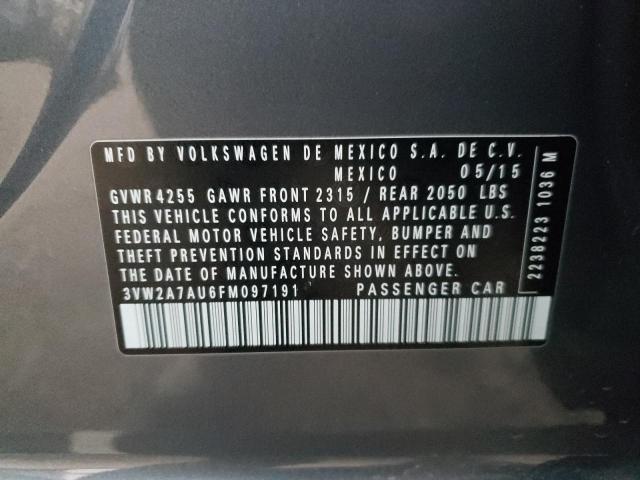 MFD BY VOLKSWAGEN DE MEXICO S.A. DE C.V.
MEXICO 05/15
GVWR 4255 GAWR FRONT 2315 / REAR 2050 LBS
THIS VEHICLE CONFORMS TO ALL APPLICABLE U.S.
FEDERAL MOTOR VEHICLE SAFETY, BUMPER AND
THEFT PREVENTION STANDARDS IN EFFECT ON
THE DATE OF MANUFACTURE SHOWN ABOVE.
3VW2A7AU6FM097191 PASSENGER CAR
2238223 1036 M